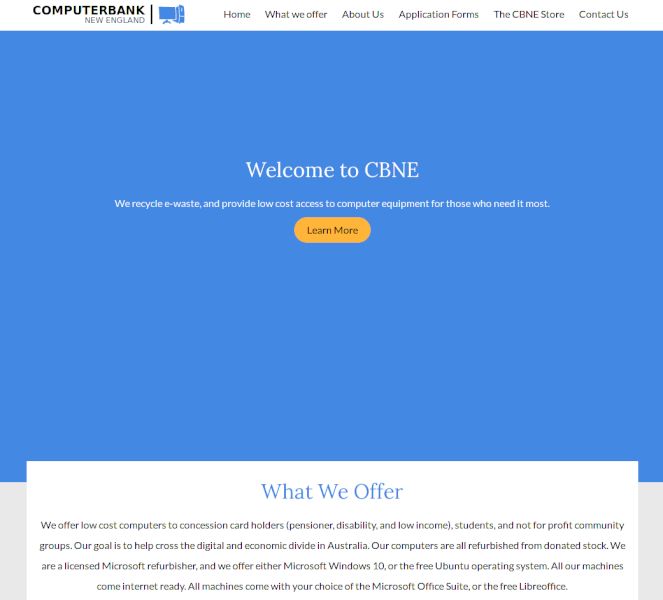 COMPUTERBANK
NEW ENGLAND
Home What we offer About Us Application Forms The CBNE Store Contact Us
Welcome to CBNE
We recycle e-waste, and provide low cost access to computer equipment for those who need it most.
Learn More
What We Offer
We offer low cost computers to concession card holders (pensioner, disability, and low income), students, and not for profit community
groups. Our goal is to help cross the digital and economic divide in Australia. Our computers are all refurbished from donated stock. We
are a licensed Microsoft refurbisher, and we offer either Microsoft Windows 10, or the free Ubuntu operating system. All our machines
come internet ready. All machines come with your choice of the Microsoft Office Suite, or the free Libreoffice.